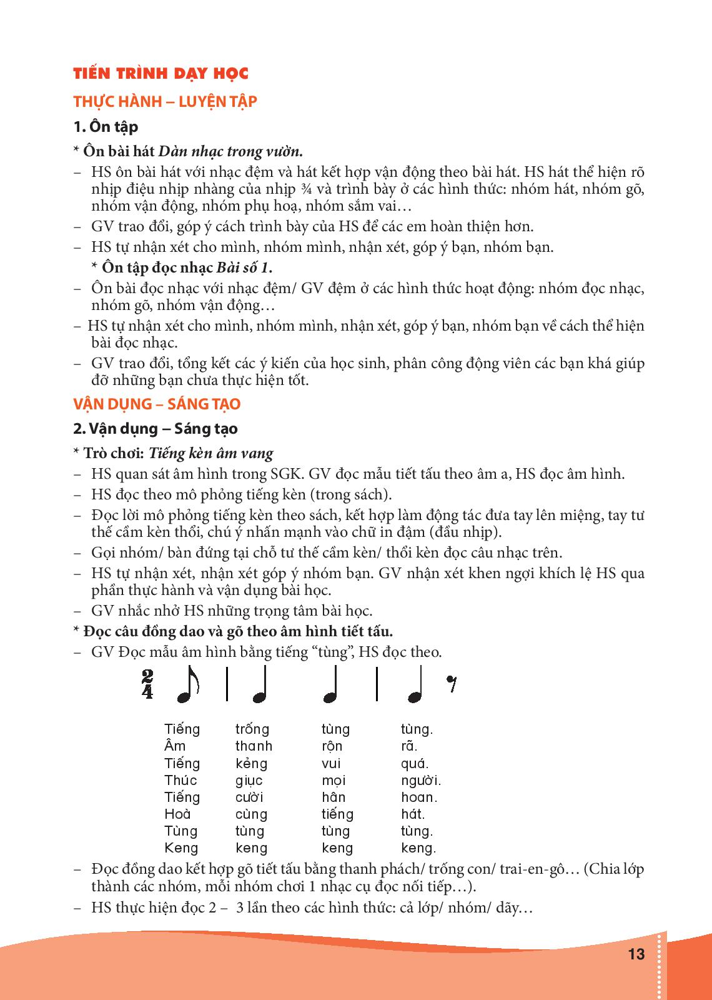 TIẾN TRÌNH DẠY HỌC
THỰC HÀNH – LUYỆN TẬP
1. Ôn tập
* Ôn bài hát Dàn nhạc trong vườn.
– HS ôn bài hát với nhạc đệm và hát kết hợp vận động theo bài hát. HS hát thể hiện rõ
nhịp điệu nhịp nhàng của nhịp ¾ và trình bày ở các hình thức: nhóm hát, nhóm gõ,
nhóm vận động, nhóm phụ hoạ, nhóm sắm vai…
– GV trao đổi, góp ý cách trình bày của HS để các em hoàn thiện hơn.
– HS tự nhận xét cho mình, nhóm mình, nhận xét, góp ý bạn, nhóm bạn.
* Ôn tập đọc nhạc Bài số 1.
– Ôn bài đọc nhạc với nhạc đệm/ GV đệm ở các hình thức hoạt động: nhóm đọc nhạc,
nhóm gõ, nhóm vận động…
– HS tự nhận xét cho mình, nhóm mình, nhận xét, góp ý bạn, nhóm bạn về cách thể hiện
bài đọc nhạc.
– GV trao đổi, tổng kết các ý kiến của học sinh, phân công động viên các bạn khá giúp
đỡ những bạn chưa thực hiện tốt.
VẬN DỤNG – SÁNG TẠO
2. Vận dụng – Sáng tạo
* Trò chơi: Tiếng kèn âm vang
– HS quan sát âm hình trong SGK. GV đọc mẫu tiết tấu theo âm a, HS đọc âm hình.
– HS đọc theo mô phỏng tiếng kèn (trong sách).
– Đọc lời mô phỏng tiếng kèn theo sách, kết hợp làm động tác đưa tay lên miệng, tay tư
thế cầm kèn thổi, chú ý nhấn mạnh vào chữ in đậm (đầu nhịp).
– Gọi nhóm/ bàn đứng tại chỗ tư thế cầm kèn/ thổi kèn đọc câu nhạc trên.
– HS tự nhận xét, nhận xét góp ý nhóm bạn. GV nhận xét khen ngợi khích lệ HS qua
phần thực hành và vận dụng bài học.
– GV nhắc nhở HS những trọng tâm bài học.
* Đọc câu đồng dao và gõ theo âm hình tiết tấu.
– GV Đọc mẫu âm hình bằng tiếng “tùng”, HS đọc theo.
2
4
Tiếng trống tùng tùng.
Âm thanh rộn rã.
Tiếng kẻng vui quá.
Thúc giục mọi người.
Tiếng cười hân hoan.
Hoà cùng tiếng hát.
Tùng tùng tùng tùng.
Keng keng keng keng.
– Đọc đồng dao kết hợp gõ tiết tấu bằng thanh phách/ trống con/ trai-en-gô… (Chia lớp
thành các nhóm, mỗi nhóm chơi 1 nhạc cụ đọc nối tiếp…).
– HS thực hiện đọc 2 – 3 lần theo các hình thức: cả lớp/ nhóm/ dãy…
13